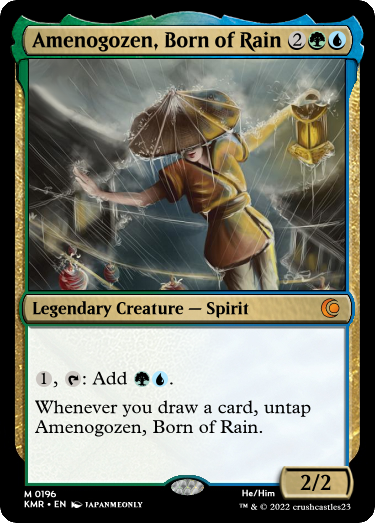 Amenogozen, Born of Rain 2
Legendary Creature — Spirit
1, : Add .
Whenever you draw a card, untap
Amenogozen, Born of Rain.
2/2
M 0196
He/Him
KMR • EN JAPANMEONLY
™ & © 2022 crushcastles23